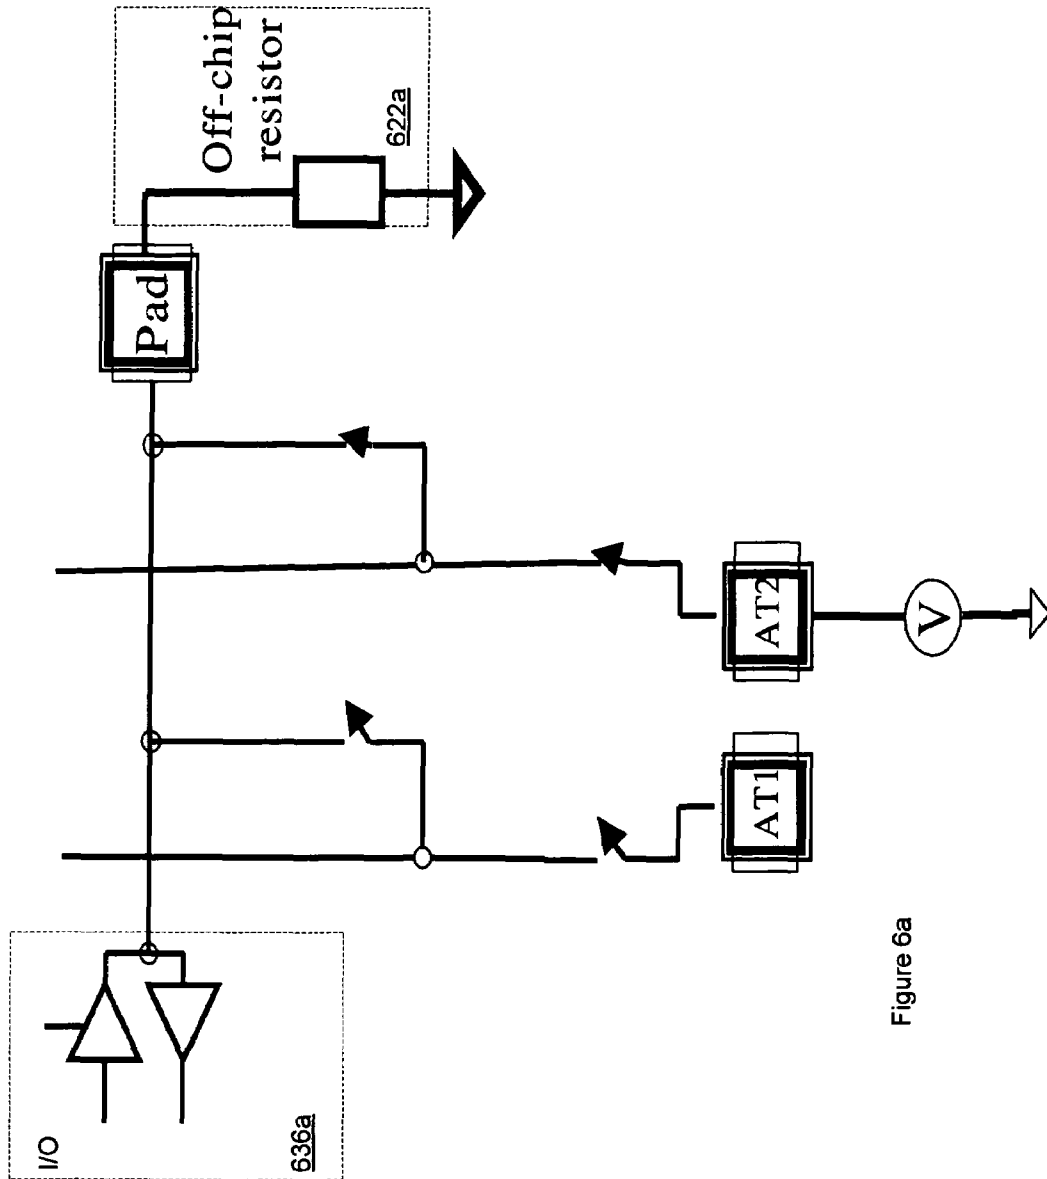 I/O
636a
Pad
Off-chip
resistor
622a
AT1
AT2
V
Figure 6a